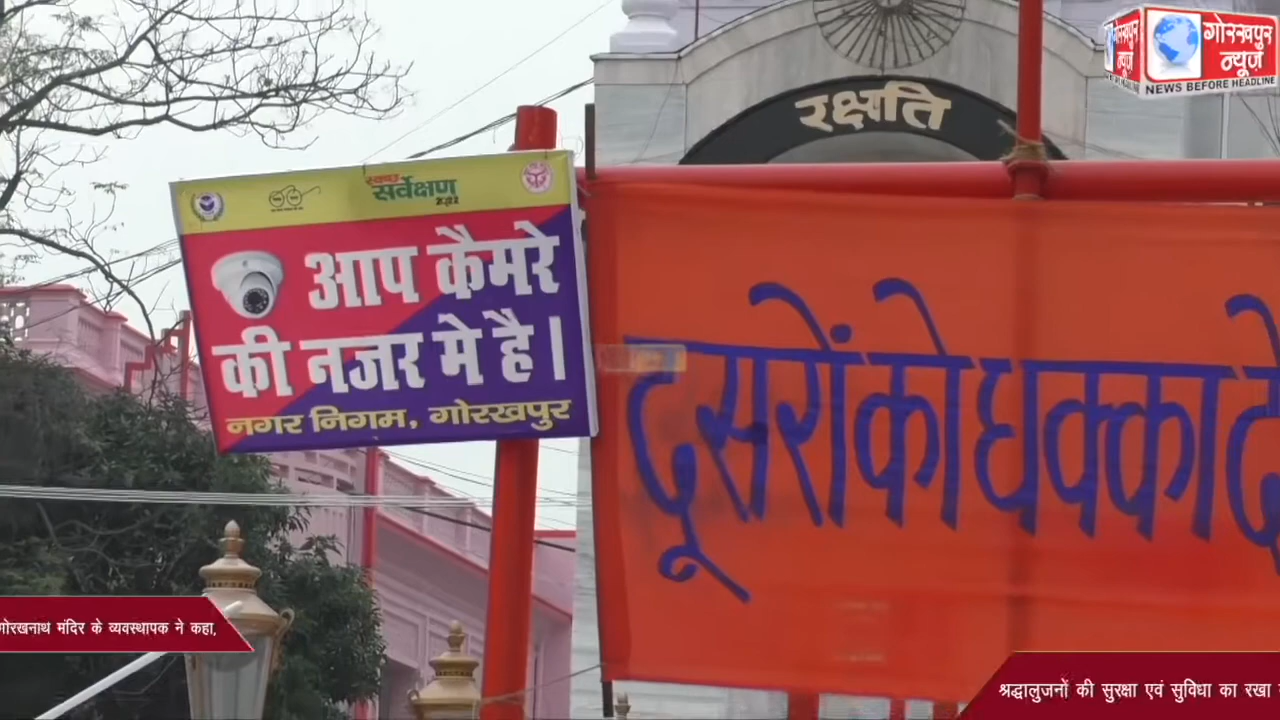 गोरखपुर
न्यूज
गोरखपुर
न्यूज
NEWS BEFORE HEADLINE
रक्षति
स्वच्छ
सर्वेक्षण
आप कैमरे
की नजर मे है।
नगर निगम, गोरखपुर
दूसरों को धक्का दे
गोरखनाथ मंदिर के व्यवस्थापक ने कहा,
श्रद्धालुजनों की सुरक्षा एवं सुविधा का रखा